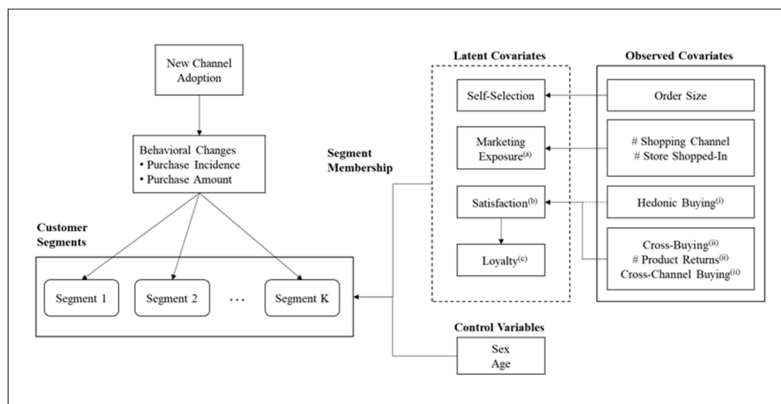 New Channel
Adoption
Behavioral Changes
• Purchase Incidence
• Purchase Amount
Customer
Segments
Segment 1
Segment 2
...
Segment K
Segment
Membership
Latent Covariates
Self-Selection
Marketing
Exposure(a)
Satisfaction(b)
Loyalty(c)
Control Variables
Sex
Age
Observed Covariates
Order Size
# Shopping Channel
# Store Shopped-In
Hedonic Buying(i)
Cross-Buying(ii)
# Product Returns(ii)
Cross-Channel Buying(ii)